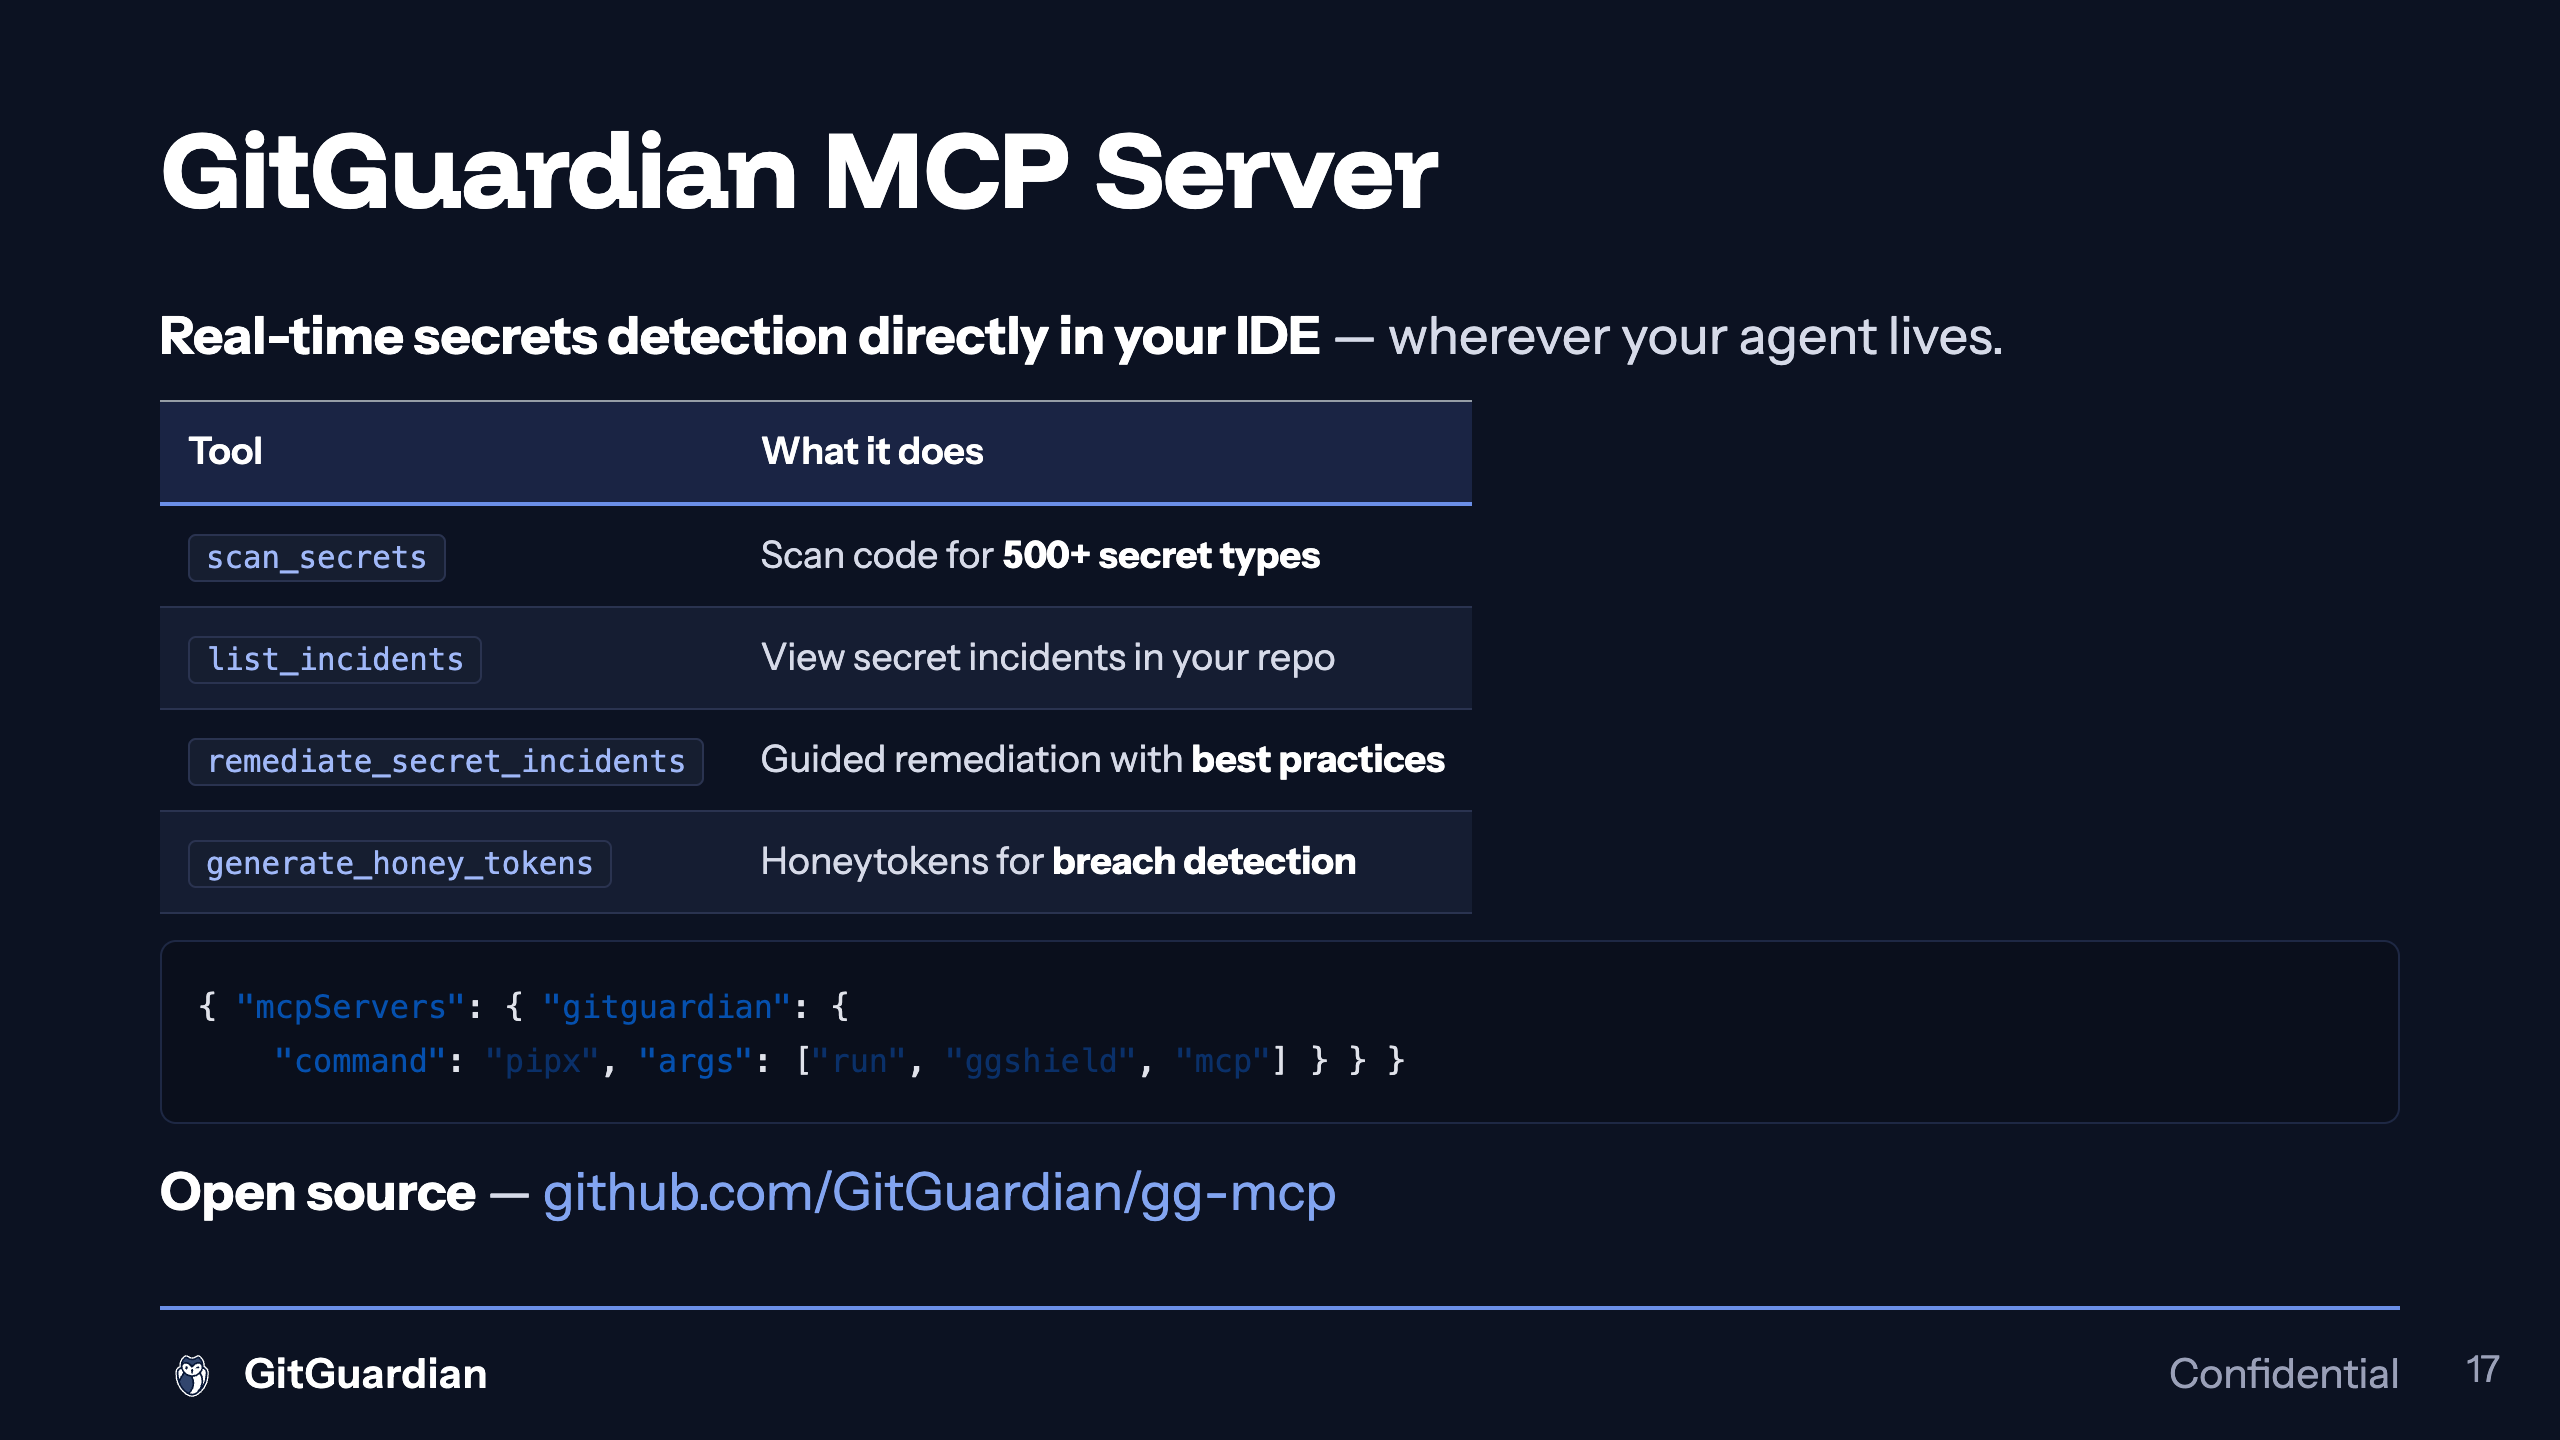 GitGuardian MCP Server
Real-time secrets detection directly in your IDE — wherever your agent lives.
Tool What it does
scan_secrets Scan code for 500+ secret types
list_incidents View secret incidents in your repo
remediate_secret_incidents Guided remediation with best practices
generate_honey_tokens Honeytokens for breach detection
{ "mcpServers": { "gitguardian": {
"command": "pipx", "args": ["run", "ggshield", "mcp"] } } }
Open source — github.com/GitGuardian/gg-mcp
GitGuardian Confidential 17